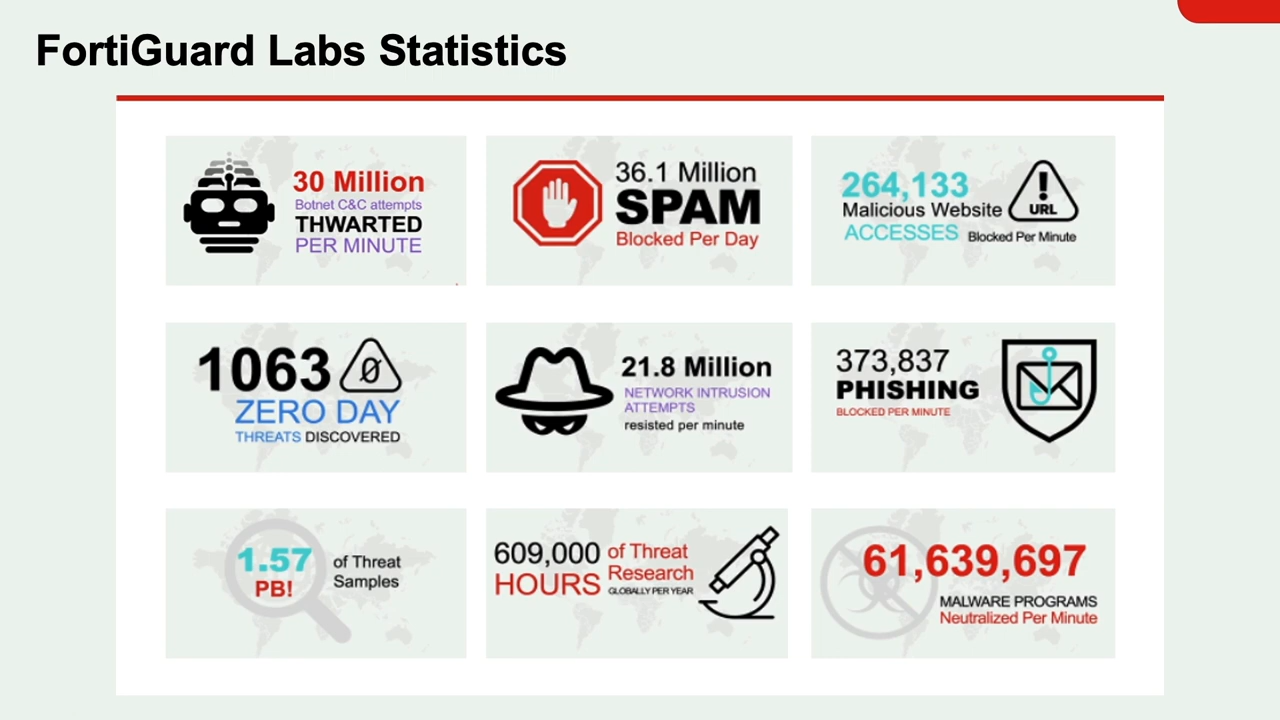 FortiGuard Labs Statistics
30 Million
Botnet C&C attempts
THWARTED
PER MINUTE
36.1 Million
SPAM
Blocked Per Day
264,133
Malicious Website
ACCESSES Blocked Per Minute
URL
1063
0
ZERO DAY
THREATS DISCOVERED
21.8 Million
NETWORK INTRUSION
ATTEMPTS
resisted per minute
373,837
PHISHING
BLOCKED PER MINUTE
1.57
PB!
of Threat
Samples
609,000
HOURS
of Threat
Research
GLOBALLY PER YEAR
61,639,697
MALWARE PROGRAMS
Neutralized Per Minute